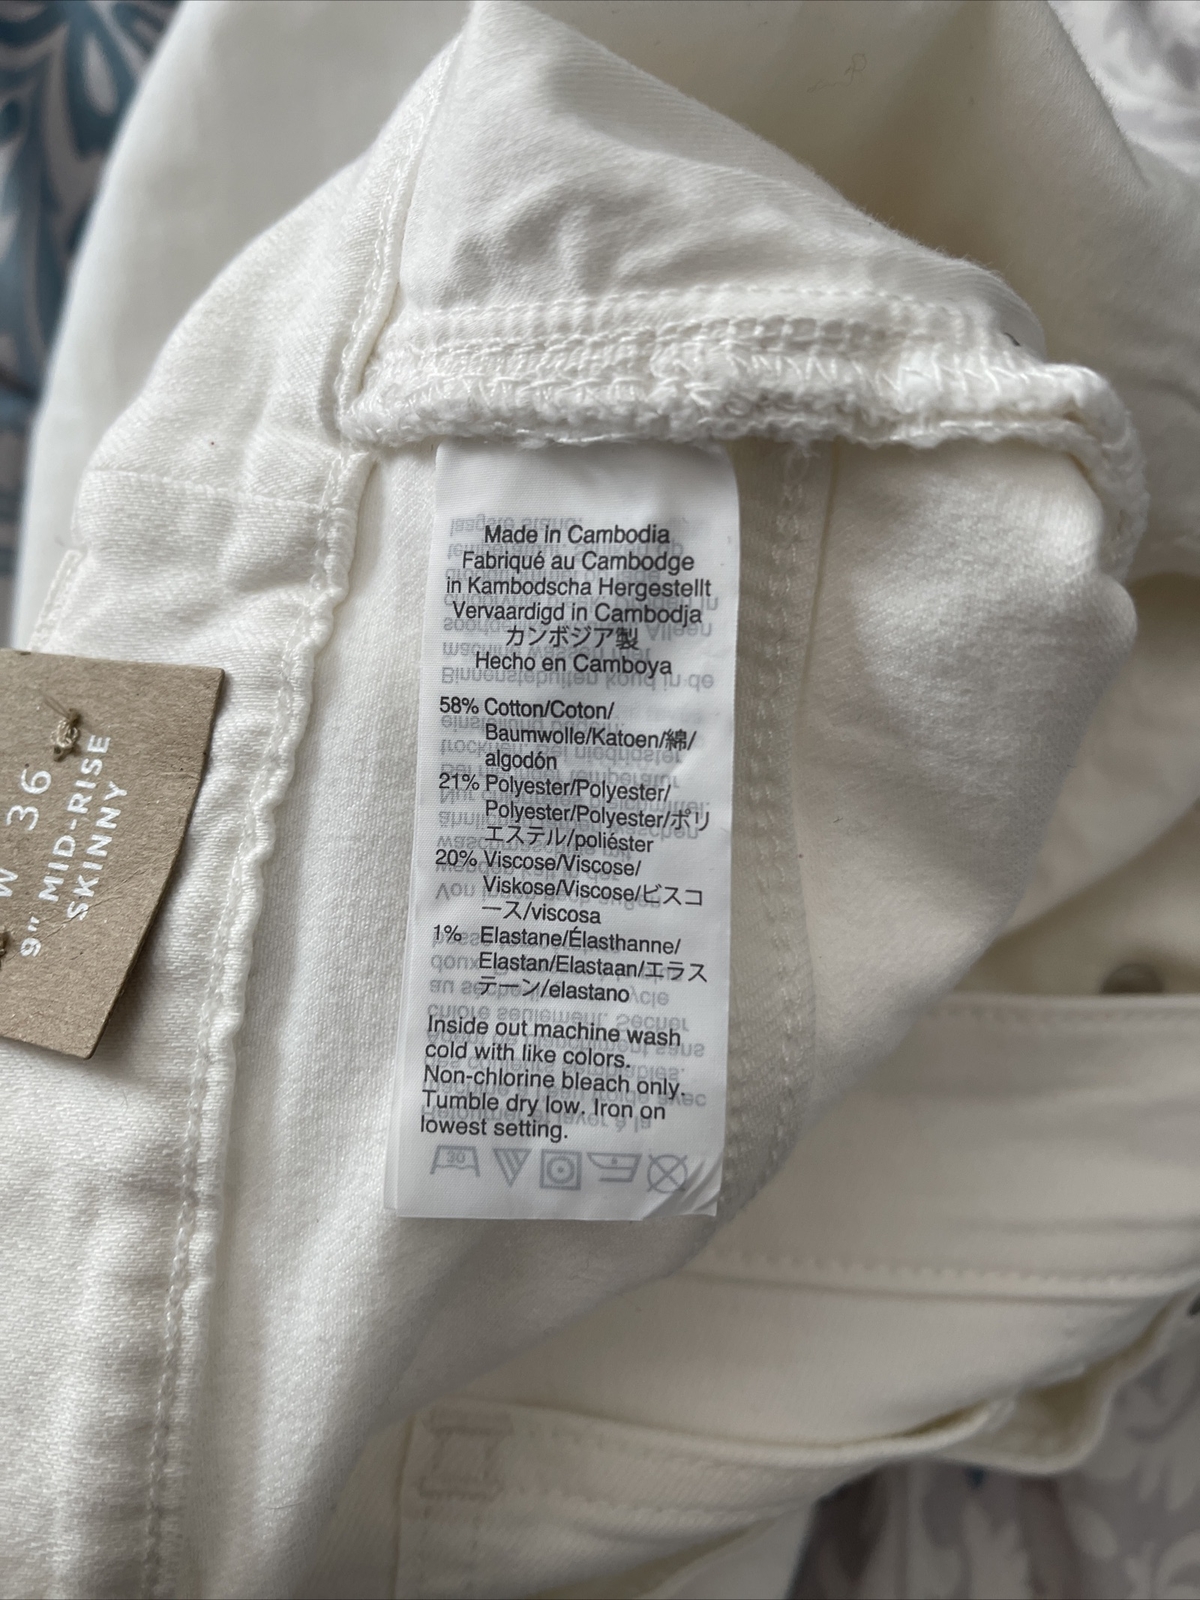 Made in Cambodia
Fabriqué au Cambodge
in Kambodscha Hergestellt
Vervaardigd in Cambodja
カンボジア製
Hecho en Camboya
58% Cotton/Coton/
Baumwolle/Katoen/綿/
algodón
21% Polyester/Polyester/
Polyester/Polyester/ポリ
エステル/poliéster
20% Viscose/Viscose/
Viskose/Viscose/ビスコ
ース/viscosa
1% Elastane/Élasthanne/
Elastan/Elastaan/エラス
テーン/elastano
Inside out machine wash
cold with like colors.
Non-chlorine bleach only.
Tumble dry low. Iron on
lowest setting.
30
W 36
9" MID-RISE
SKINNY